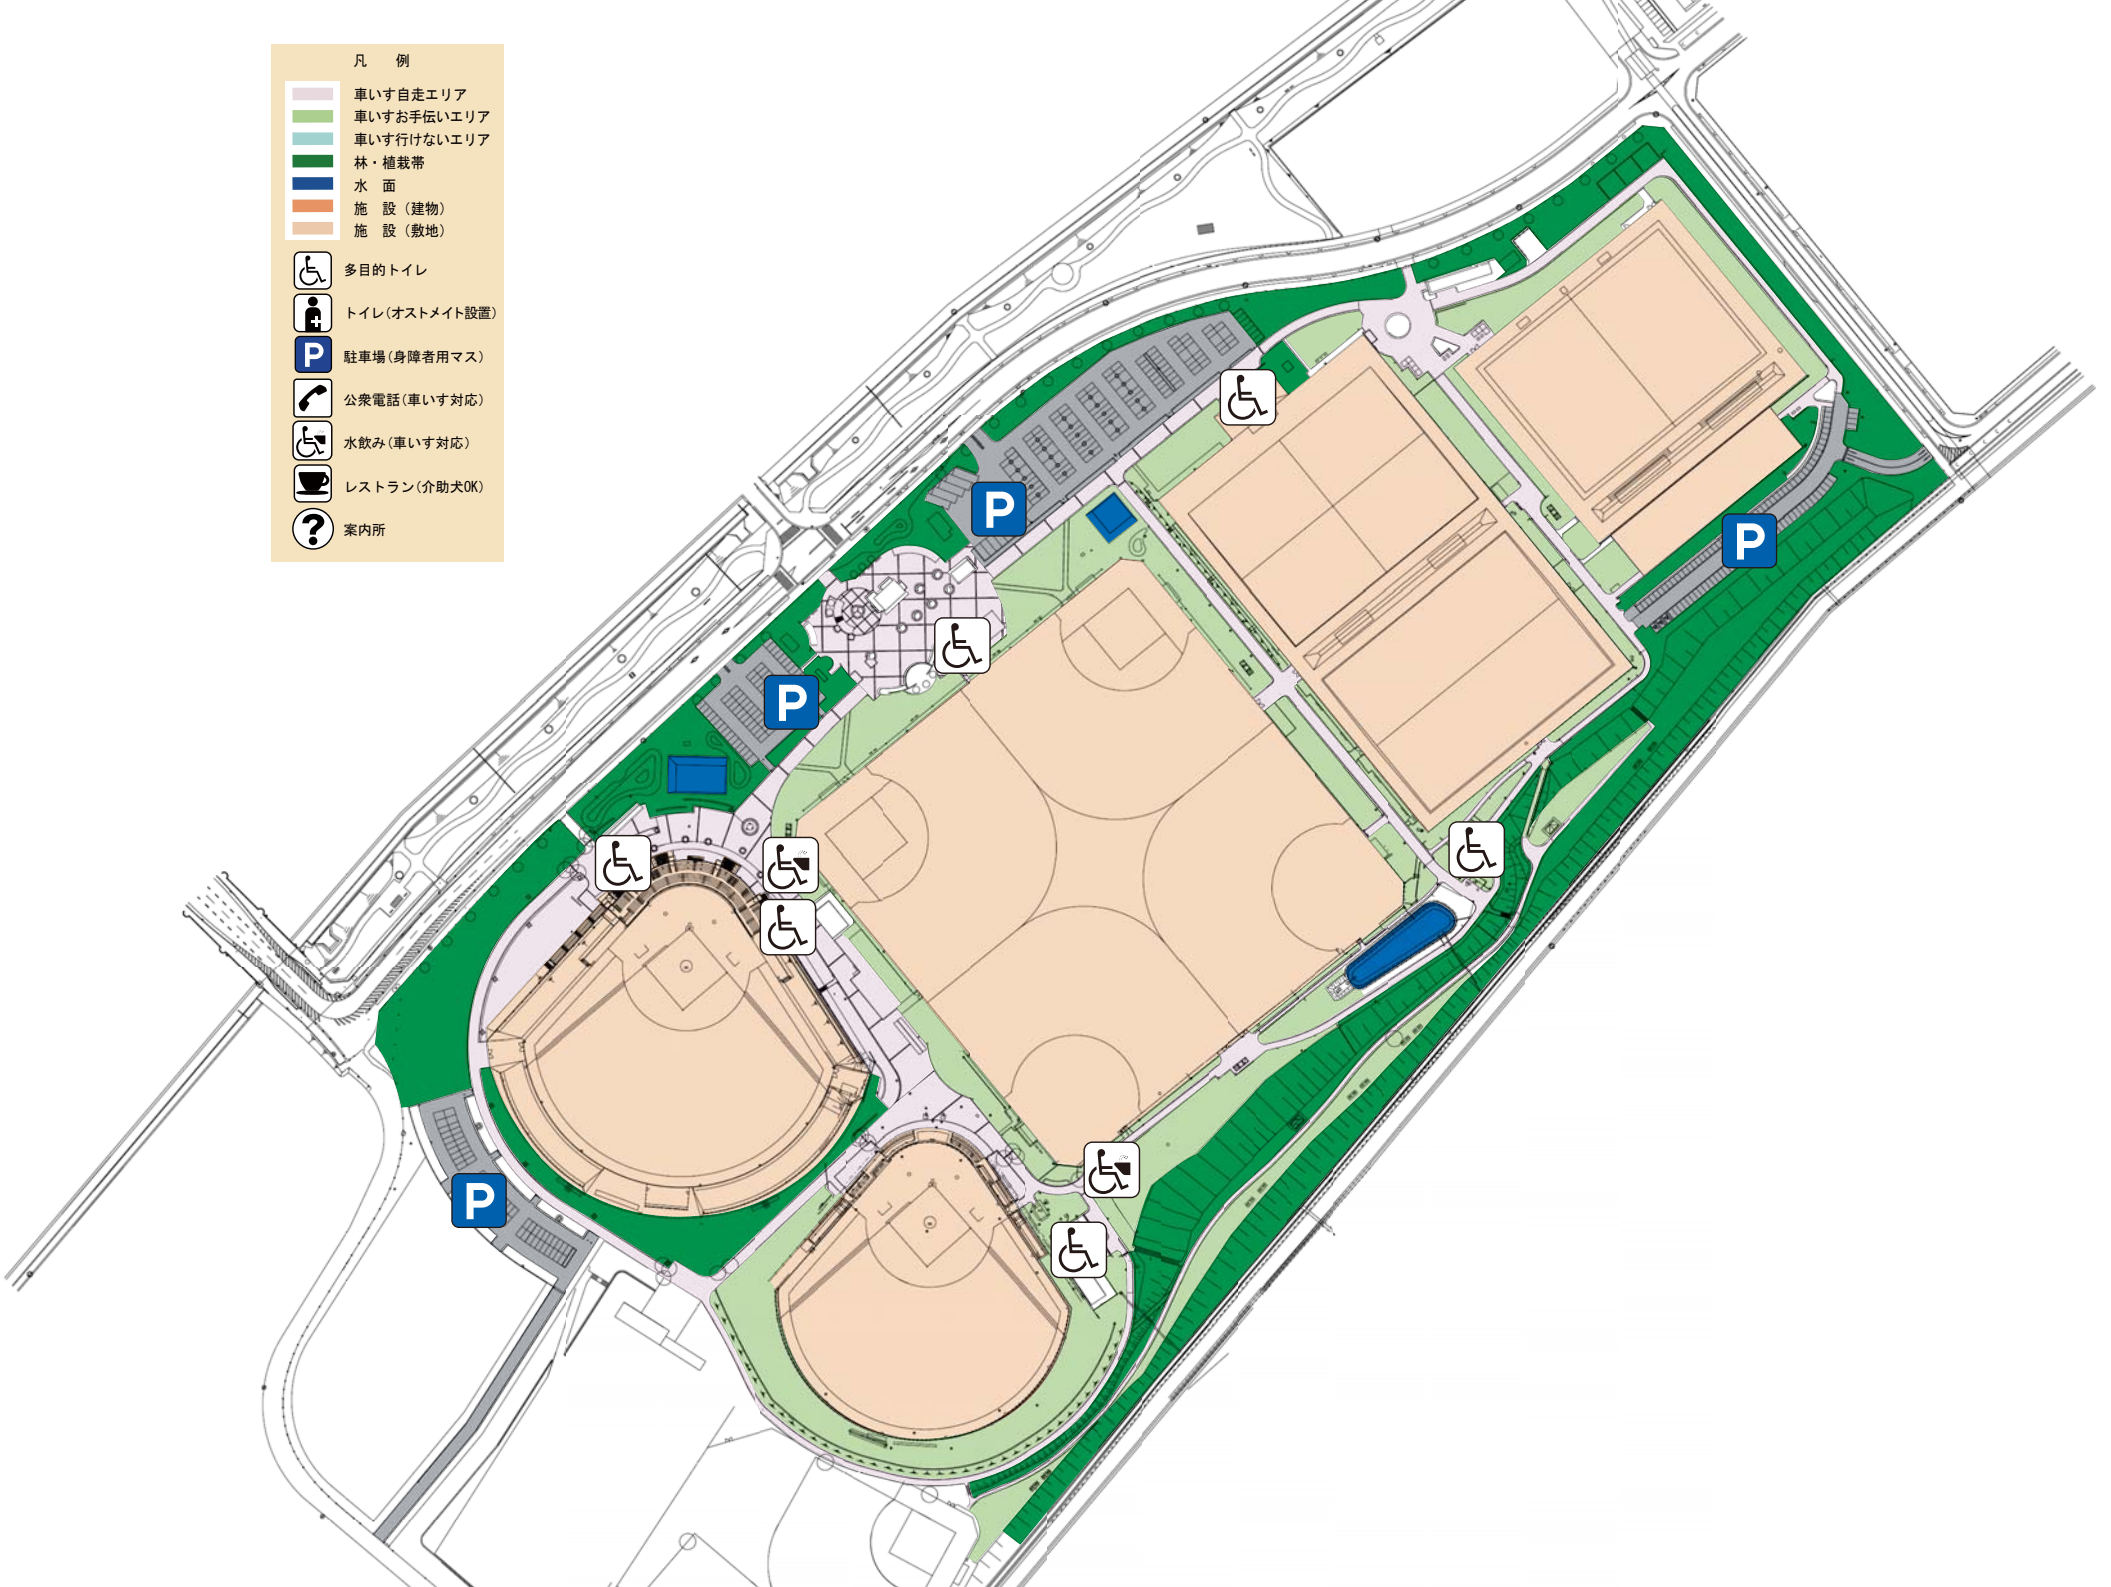 凡　例
車いす自走エリア
車いすお手伝いエリア
車いす行けないエリア
林・植栽帯
水　面
施　設（建物）
施　設（敷地）
多目的トイレ
トイレ（オストメイト設置）
P 駐車場（身障者用マス）
公衆電話（車いす対応）
水飲み（車いす対応）
レストラン（介助犬OK）
? 案内所
P
P
P
P